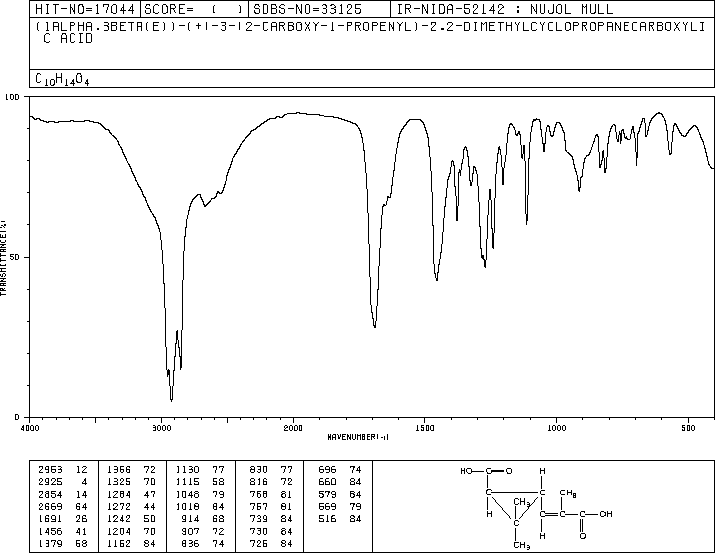 HIT-NO=17044 SCORE= ( ) SDBS-NO=33125 IR-NIDA-52142 : NUJOL MULL
(1ALPHA.3BETA(E))-(+)-3-(2-CARBOXY-1-PROPENYL)-2.2-DIMETHYLCYCLOPROPANECARBOXYLI
C ACID
C10H14O4
100
50
0
TRANSMITTANCE(%)
4000 3000 2000 1500 1000 500
WAVENUMBER(-1)
2963 12 1366 72 1130 77 830 77 696 74
2925 4 1325 70 1115 58 816 72 660 84
2854 14 1284 47 1048 79 768 81 579 84
2669 64 1272 44 1018 84 757 81 569 79
1691 26 1242 50 914 68 739 84 516 84
1456 41 1204 70 907 72 730 84
1379 58 1162 84 836 74 726 84
HO C O H
C C CH3
CH3
H C C C OH
CH3 H O